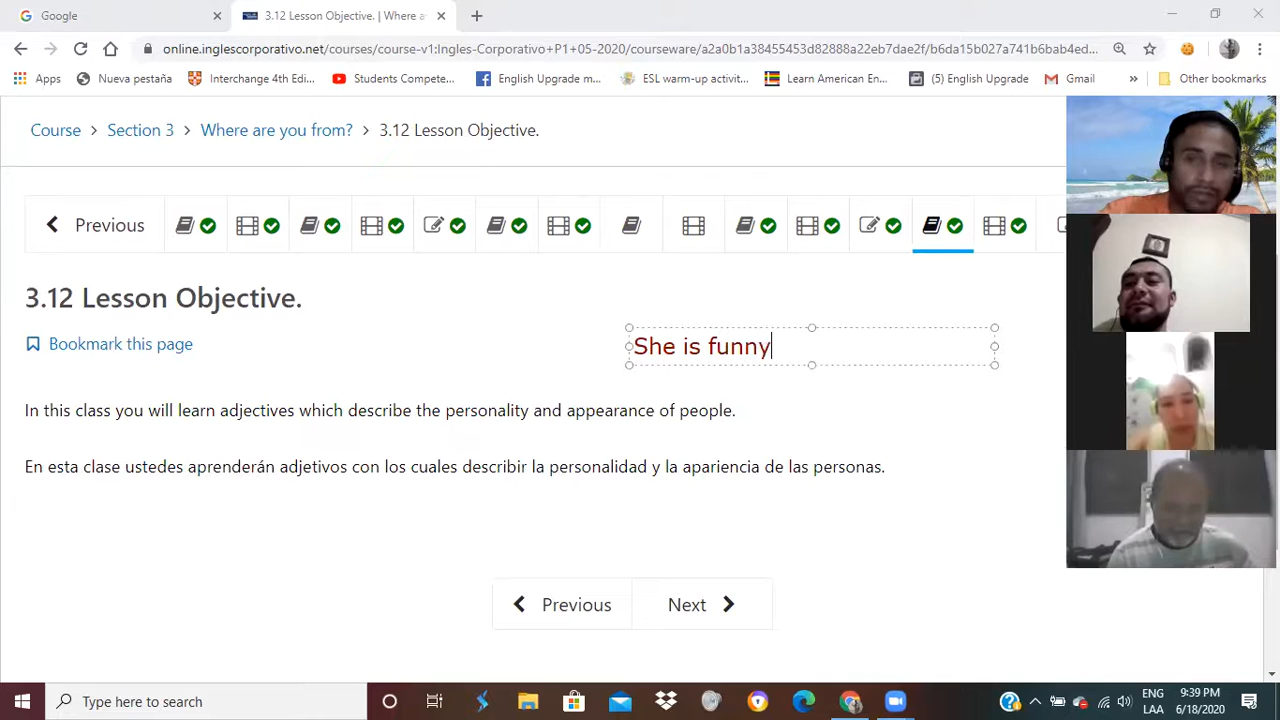 Google
3.12 Lesson Objective. | Where a
online.inglescorporativo.net/courses/course-v1:Ingles-Corporativo+P1+05-2020/courseware/a2a0b1a38455453d82888a22eb7dae2f/b6da15b027a741b6bab4ed...
Apps
Nueva pestaña
Interchange 4th Edi...
Students Compete...
English Upgrade m...
ESL warm-up activit...
Learn American En...
(5) English Upgrade
Gmail
»
Other bookmarks
Course > Section 3 > Where are you from? > 3.12 Lesson Objective.
Previous
3.12 Lesson Objective.
Bookmark this page
She is funny
In this class you will learn adjectives which describe the personality and appearance of people.
En esta clase ustedes aprenderán adjetivos con los cuales describir la personalidad y la apariencia de las personas.
Previous
Next
Type here to search
ENG
LAA
9:39 PM
6/18/2020